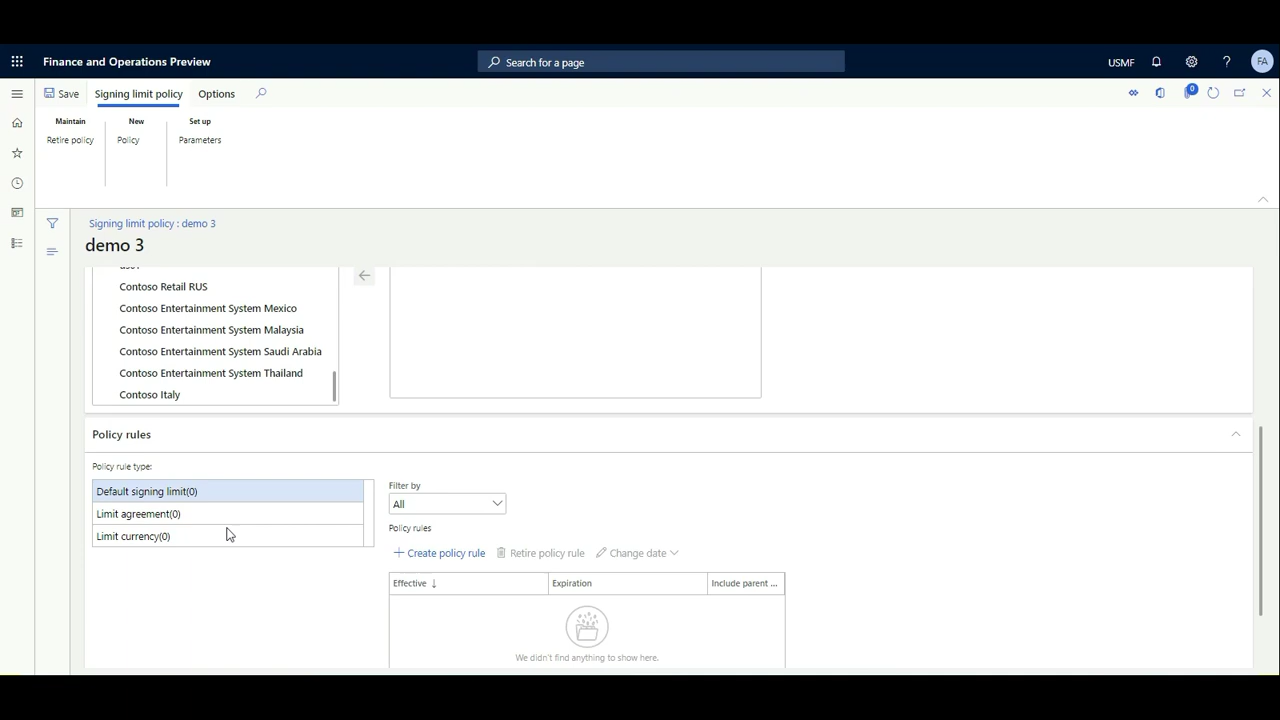 Finance and Operations Preview
Search for a page
USMF
FA
Save
Signing limit policy
Options
0
Maintain
New
Set up
Retire policy
Policy
Parameters
Signing limit policy : demo 3
demo 3
Contoso Retail RUS
Contoso Entertainment System Mexico
Contoso Entertainment System Malaysia
Contoso Entertainment System Saudi Arabia
Contoso Entertainment System Thailand
Contoso Italy
Policy rules
Policy rule type:
Default signing limit(0)
Limit agreement(0)
Limit currency(0)
Filter by
All
Policy rules
Create policy rule
Retire policy rule
Change date
Effective
Expiration
Include parent ...
We didn't find anything to show here.